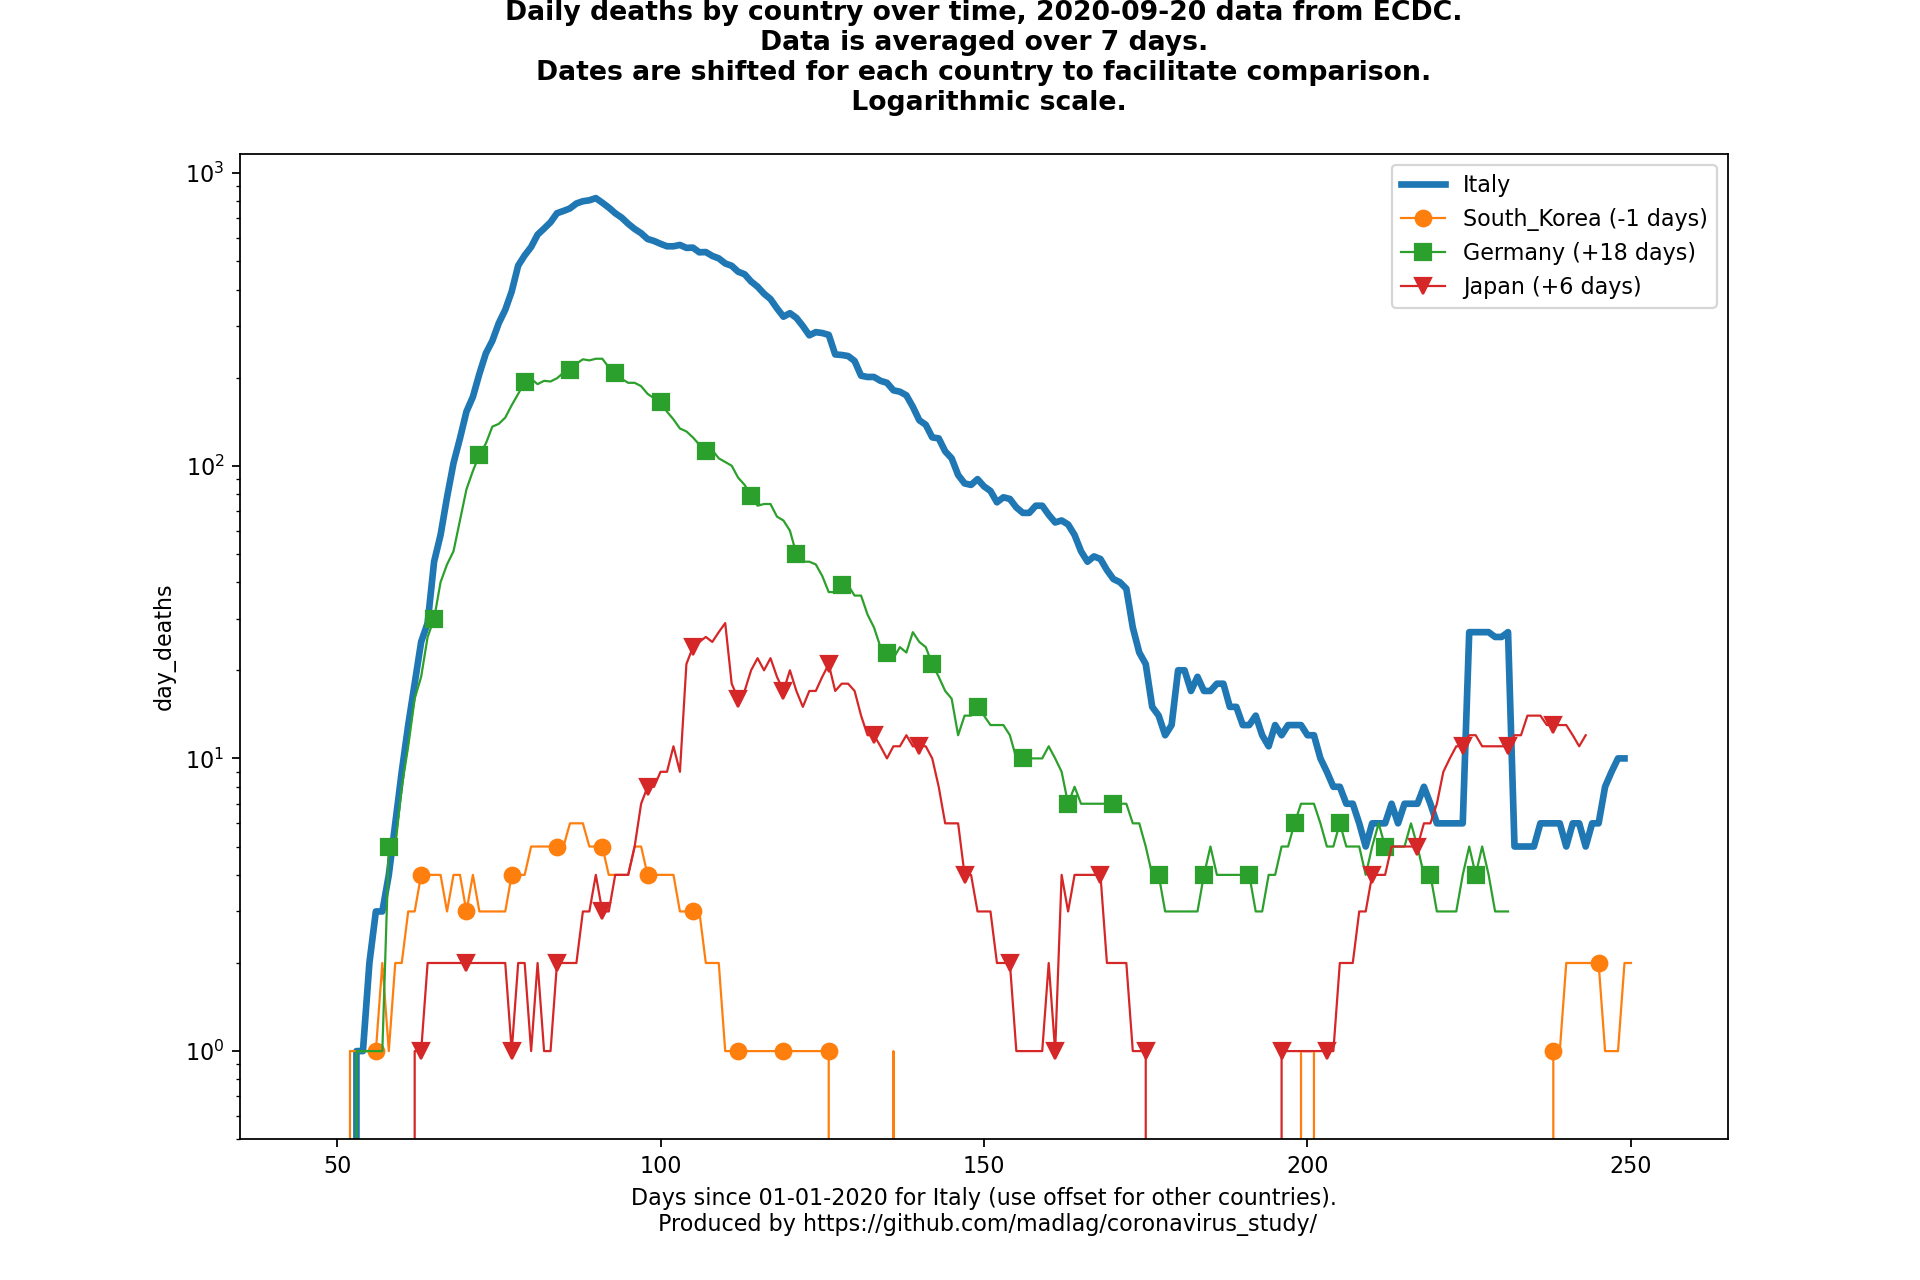 Daily deaths by country over time, 2020-09-20 data from ECDC.
Data is averaged over 7 days.
Dates are shifted for each country to facilitate comparison.
Logarithmic scale.
10³
10²
10¹
10⁰
day_deaths
Italy
South_Korea (-1 days)
Germany (+18 days)
Japan (+6 days)
50
100
150
200
250
Days since 01-01-2020 for Italy (use offset for other countries).
Produced by https://github.com/madlag/coronavirus_study/